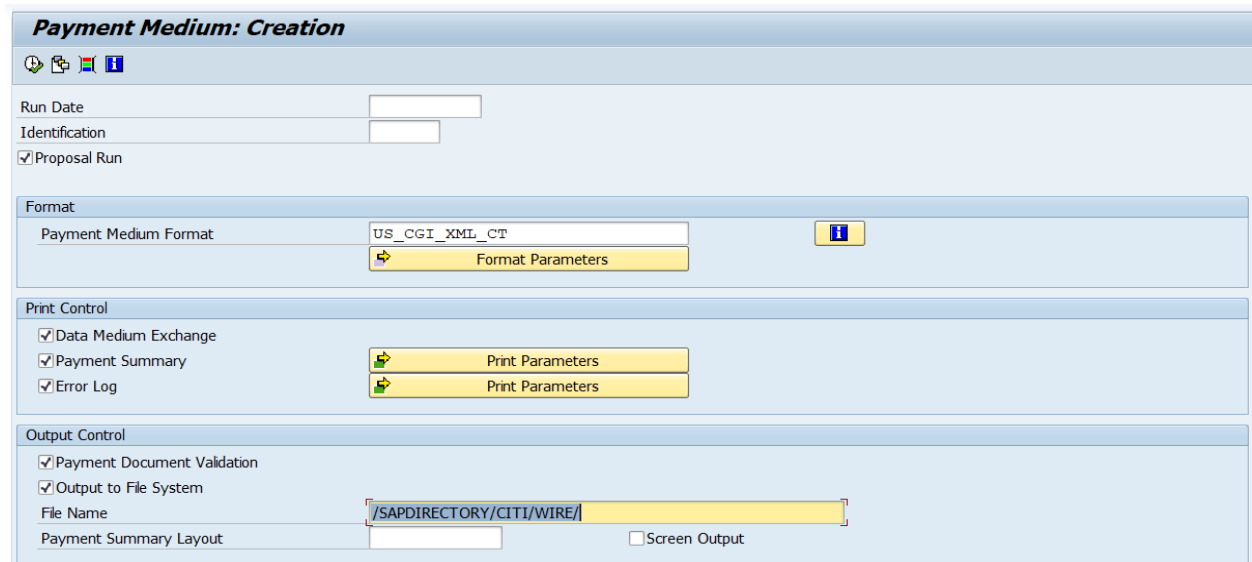 Payment Medium: Creation
Run Date
Identification
Proposal Run
Format
Payment Medium Format US_CGI_XML_CT
Format Parameters
Print Control
Data Medium Exchange
Payment Summary Print Parameters
Error Log Print Parameters
Output Control
Payment Document Validation
Output to File System
File Name /SAPDIRECTORY/CITI/WIRE/
Payment Summary Layout Screen Output